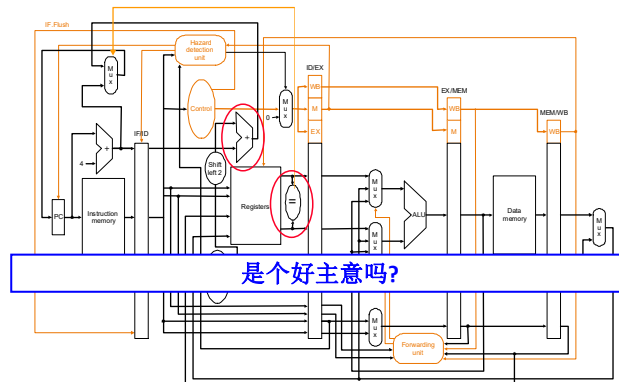 IF.Flush
Hazard
detection
unit
M
u
x
ID/EX
WB
M
EX
Control
M
u
x
0
EX/MEM
WB
M
MEM/WB
WB
IF/ID
+
4
+
Shift
left 2
PC
Instruction
memory
Registers
=
M
u
x
ALU
Data
memory
M
u
x
M
u
x
是个好主意吗?
M
u
x
Forwarding
unit